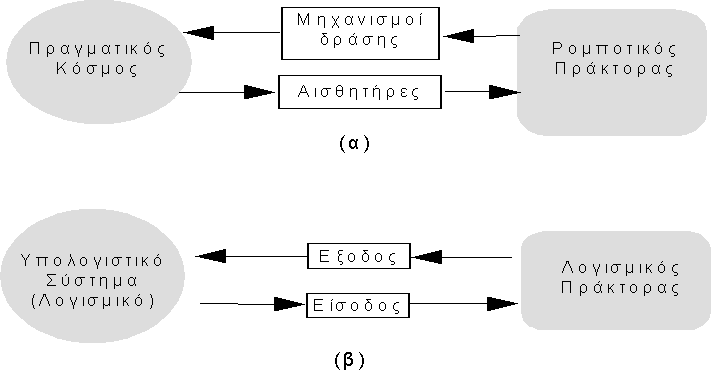 Μηχανισμοί
δράσης
Πραγματικός
Κόσμος
Ρομποτικός
Πράκτορας
Αισθητήρες
(α)
Εξοδος
Υπολογιστικό
Σύστημα
(Λογισμικό)
Λογισμικός
Πράκτορας
Είσοδος
(β)